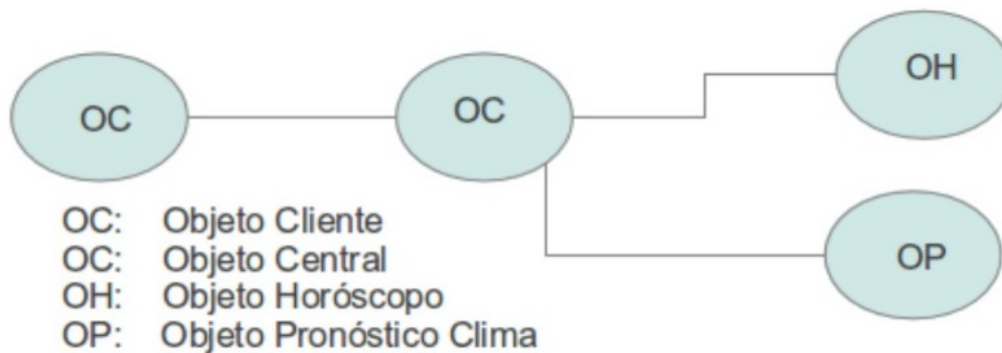 OC
OC
OH
OP
OC: Objeto Cliente
OC: Objeto Central
OH: Objeto Horóscopo
OP: Objeto Pronóstico Clima